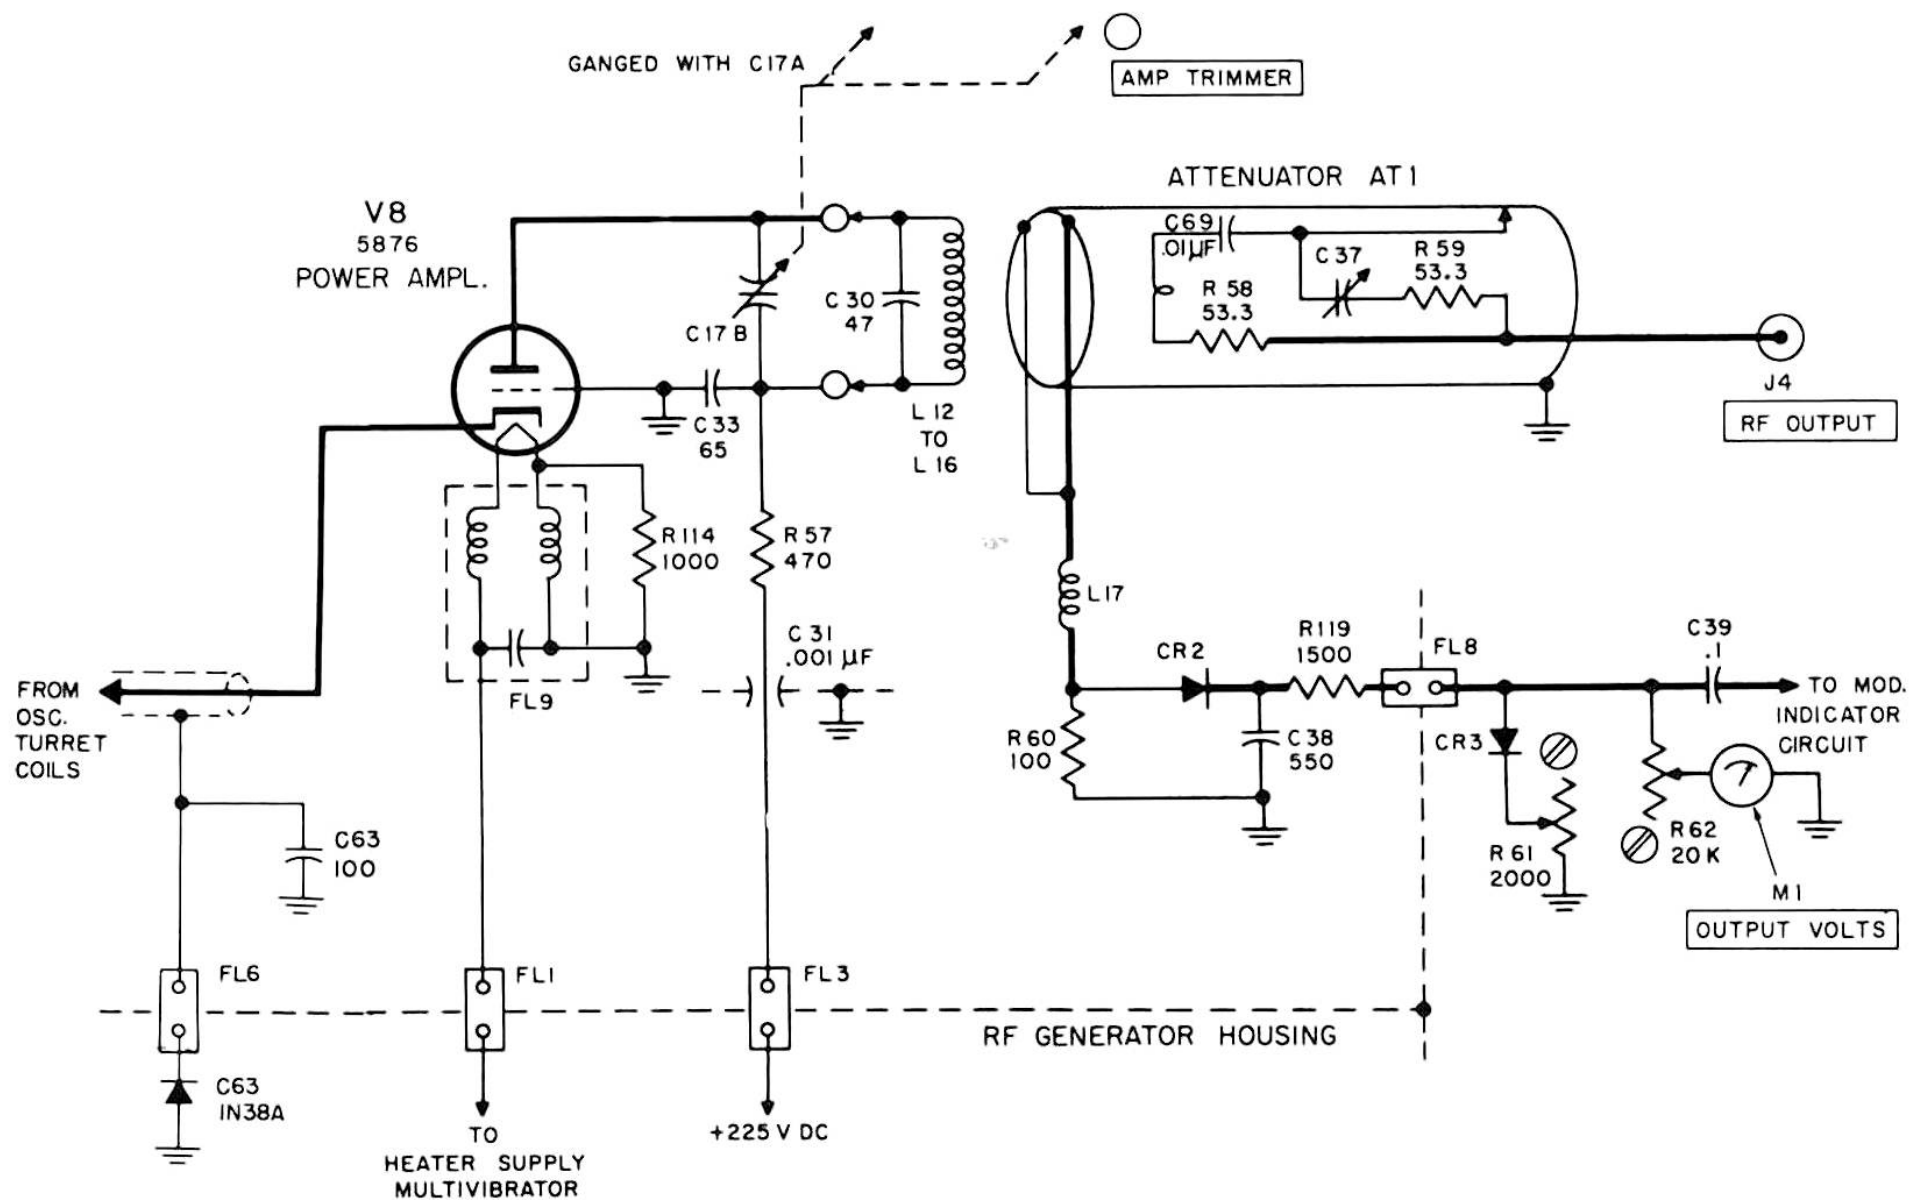 GANGED WITH C17A
AMP TRIMMER
ATTENUATOR AT1
V8
5876
POWER AMPL.
C17B
C30
47
C33
65
L12
TO
L16
C69
.01µF
C37
R59
53.3
R58
53.3
J4
RF OUTPUT
R114
1000
R57
470
L17
FL9
C31
.001µF
FROM
OSC.
TURRET
COILS
C63
100
CR2
R119
1500
FL8
C39
.1
TO MOD.
INDICATOR
CIRCUIT
R60
100
C38
550
CR3
R61
2000
R62
20K
M1
OUTPUT VOLTS
FL6
FL1
FL3
RF GENERATOR HOUSING
C63
1N38A
TO
HEATER SUPPLY
MULTIVIBRATOR
+225V DC